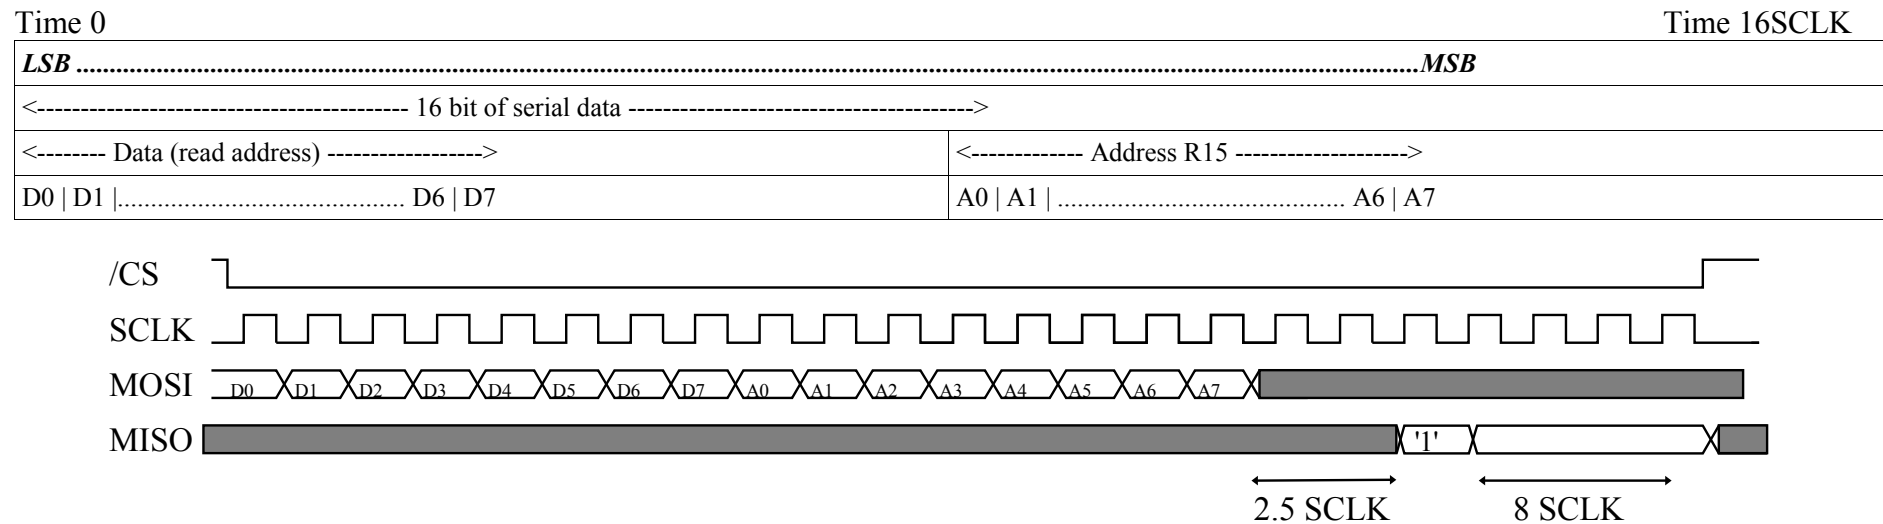 Time 0 Time 16SCLK
LSB ..........................................................................................................................................................................................................MSB
<------------------------------------------- 16 bit of serial data ---------------------------------------->
<-------- Data (read address) ------------------> <------------- Address R15 -------------------->
D0 | D1 |........................................... D6 | D7 A0 | A1 | ........................................... A6 | A7
/CS
SCLK
MOSI D0 D1 D2 D3 D4 D5 D6 D7 A0 A1 A2 A3 A4 A5 A6 A7
MISO '1'
2.5 SCLK 8 SCLK